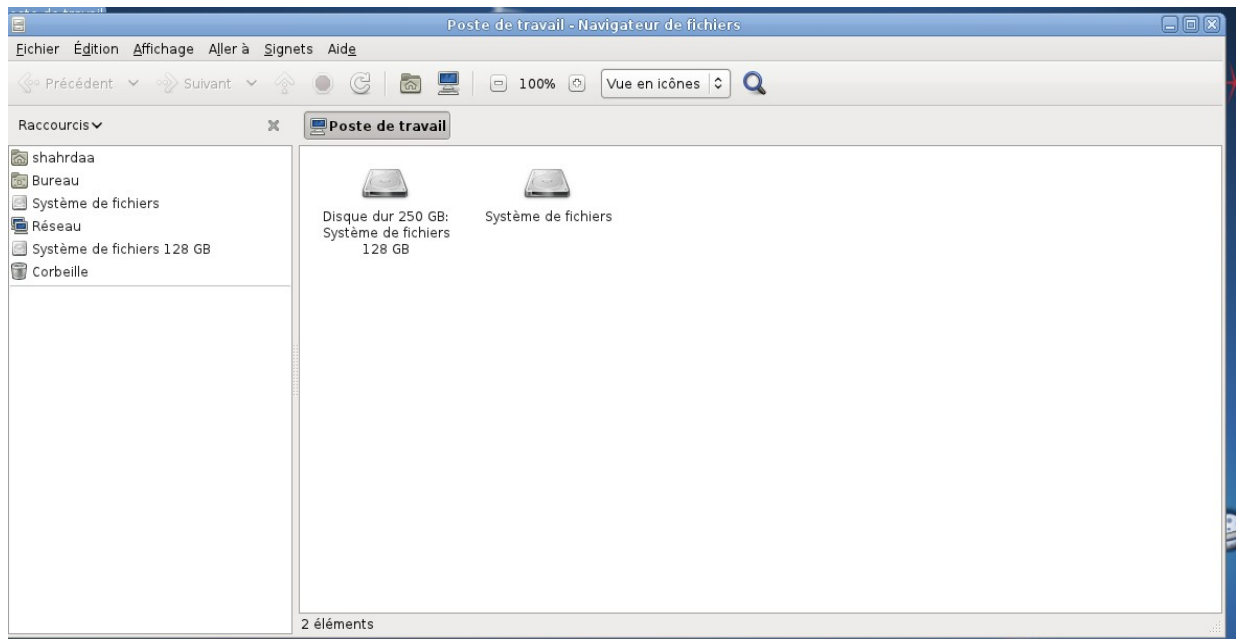 Poste de travail - Navigateur de fichiers
Fichier Édition Affichage Aller à Signets Aide
Précédent Suivant 100% Vue en icônes
Raccourcis Poste de travail
shahrdaa
Bureau
Système de fichiers
Réseau
Système de fichiers 128 GB
Corbeille
Disque dur 250 GB:
Système de fichiers
128 GB
Système de fichiers
2 éléments